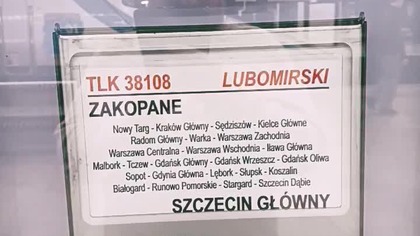 TLK 38108 LUBOMIRSKI
ZAKOPANE
Nowy Targ - Kraków Główny - Sędziszów - Kielce Główne
Radom Główny - Warka - Warszawa Zachodnia
Warszawa Centralna - Warszawa Wschodnia - Iława Główna
Malbork - Tczew - Gdańsk Główny - Gdańsk Wrzeszcz - Gdańsk Oliwa
Sopot - Gdynia Główna - Lębork - Słupsk - Koszalin
Białogard - Runowo Pomorskie - Stargard - Szczecin Dąbie
SZCZECIN GŁÓWNY